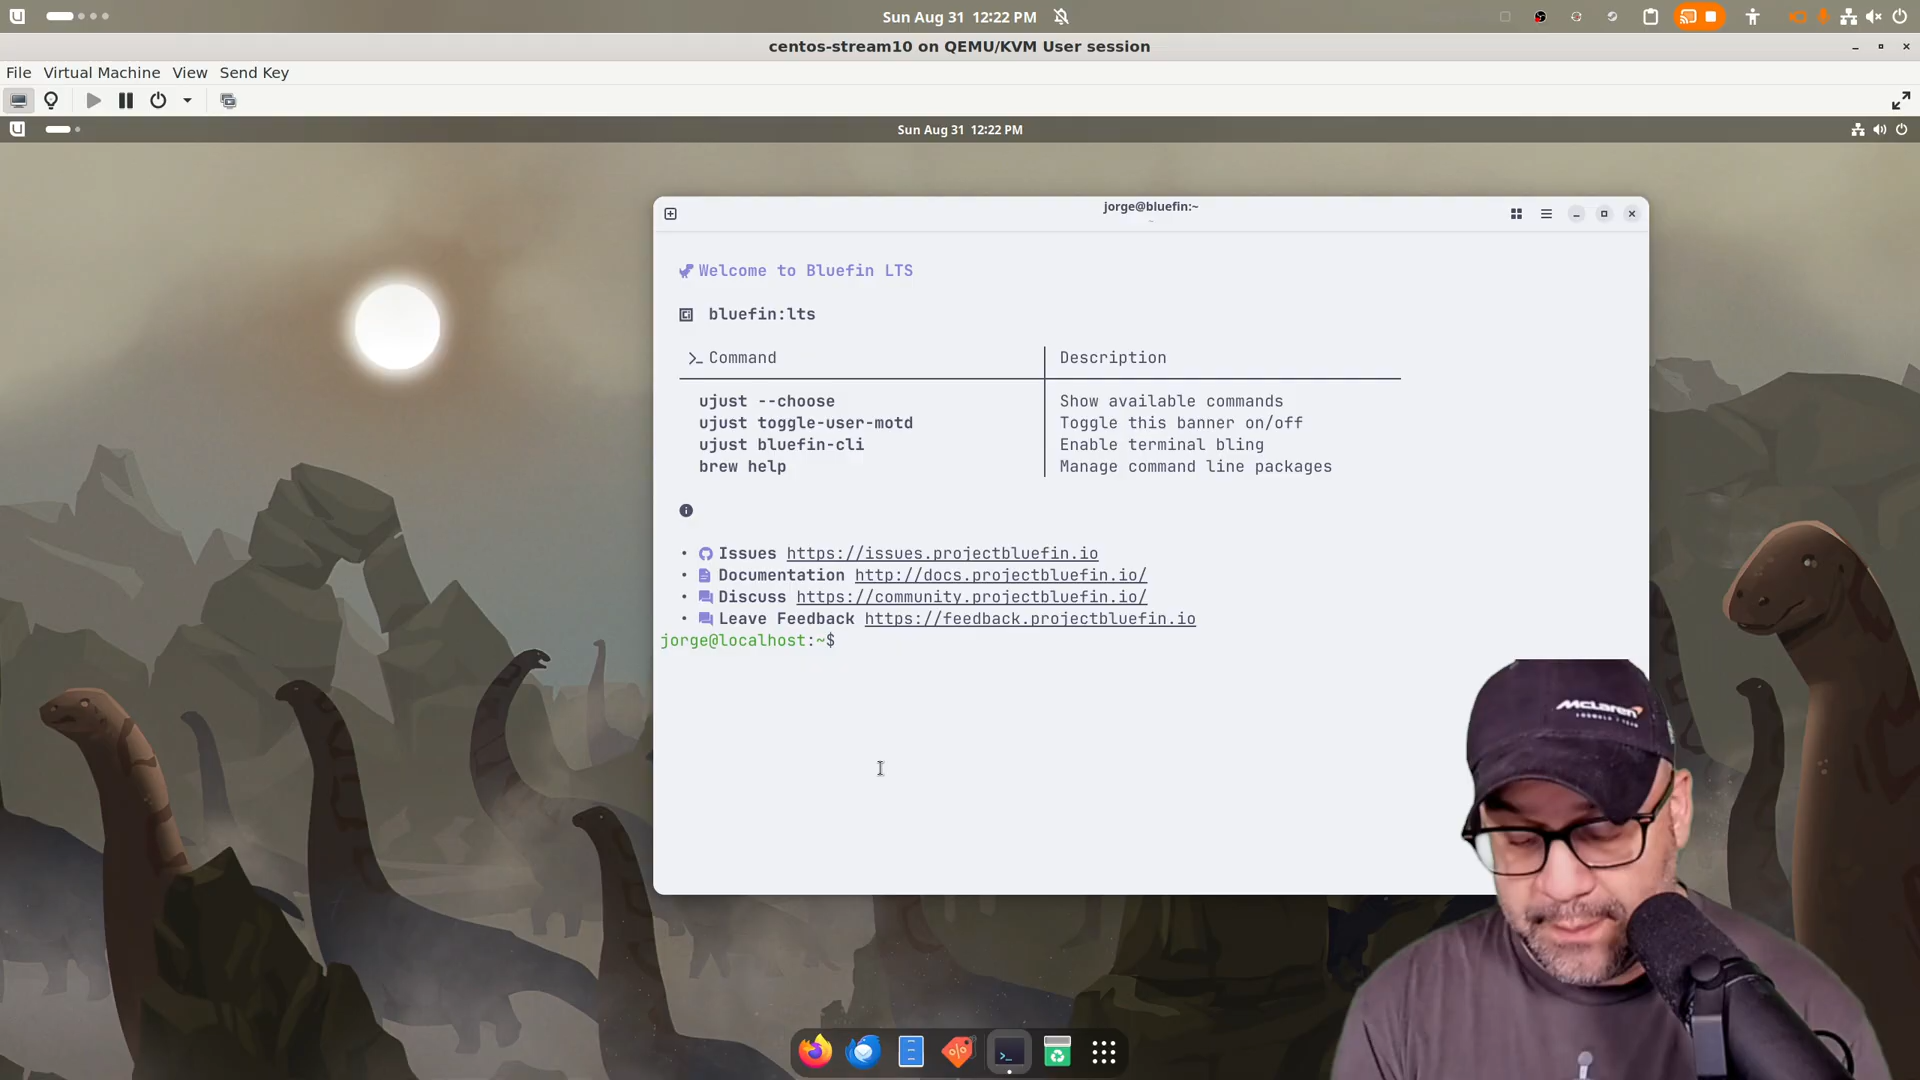 Sun Aug 31 12:22 PM
centos-stream10 on QEMU/KVM User session
File Virtual Machine View Send Key
Sun Aug 31 12:22 PM
jorge@bluefin:~
~
Welcome to Bluefin LTS
bluefin:lts
>_ Command Description
ujust --choose Show available commands
ujust toggle-user-motd Toggle this banner on/off
ujust bluefin-cli Enable terminal bling
brew help Manage command line packages
• Issues https://issues.projectbluefin.io
• Documentation http://docs.projectbluefin.io/
• Discuss https://community.projectbluefin.io/
• Leave Feedback https://feedback.projectbluefin.io
jorge@localhost:~$
McLaren
FORMULA 1 TEAM